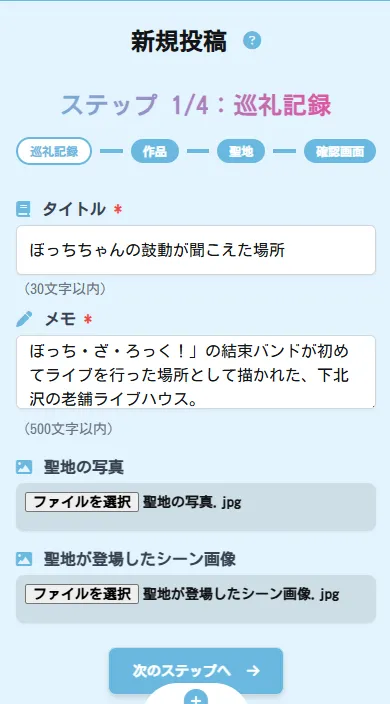 新規投稿 ?
ステップ 1/4：巡礼記録
巡礼記録 作品 聖地 確認画面
タイトル *
ぼっちちゃんの鼓動が聞こえた場所
(30文字以内)
メモ *
ぼっち・ざ・ろっく！」の結束バンドが初め
てライブを行った場所として描かれた、下北
沢の老舗ライブハウス。
(500文字以内)
聖地の写真
ファイルを選択 聖地の写真.jpg
聖地が登場したシーン画像
ファイルを選択 聖地が登場したシーン画像.jpg
次のステップへ →
+